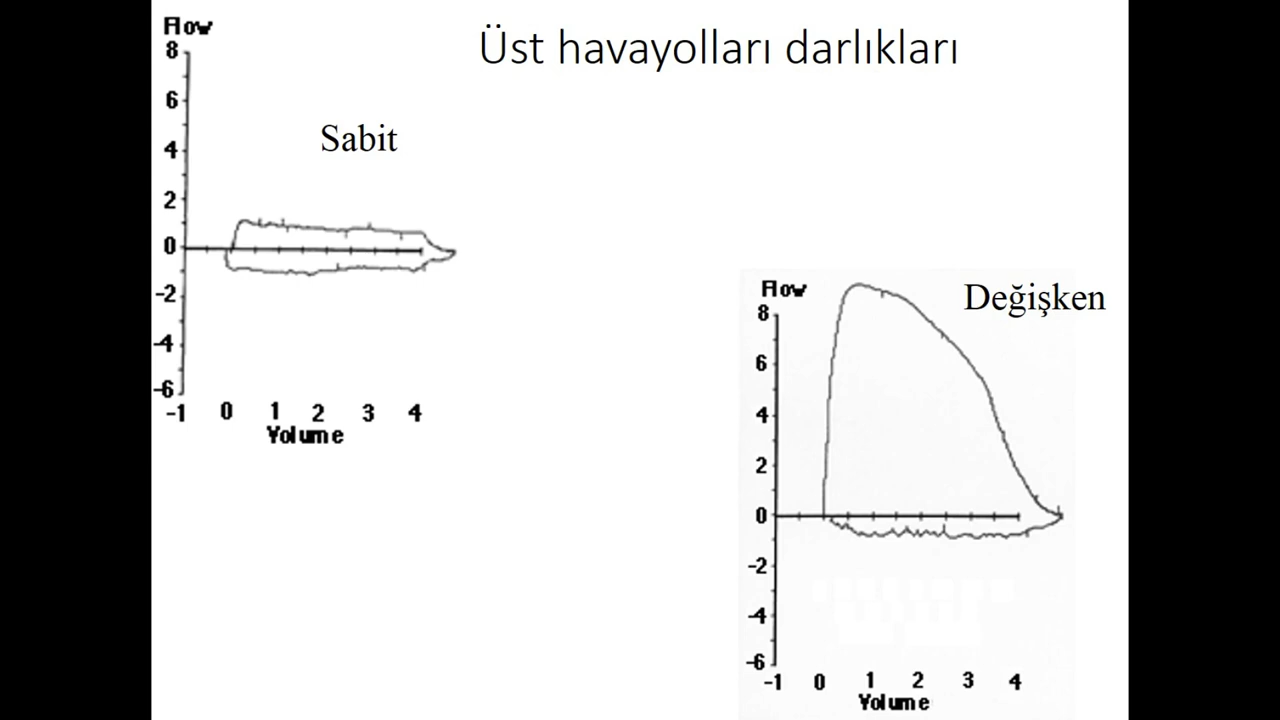 Üst havayolları darlıkları
Flow
8
6
4
2
0
-2
-4
-6
-1 0 1 2 3 4
Volume
Sabit
Flow
8
6
4
2
0
-2
-4
-6
-1 0 1 2 3 4
Volume
Değişken